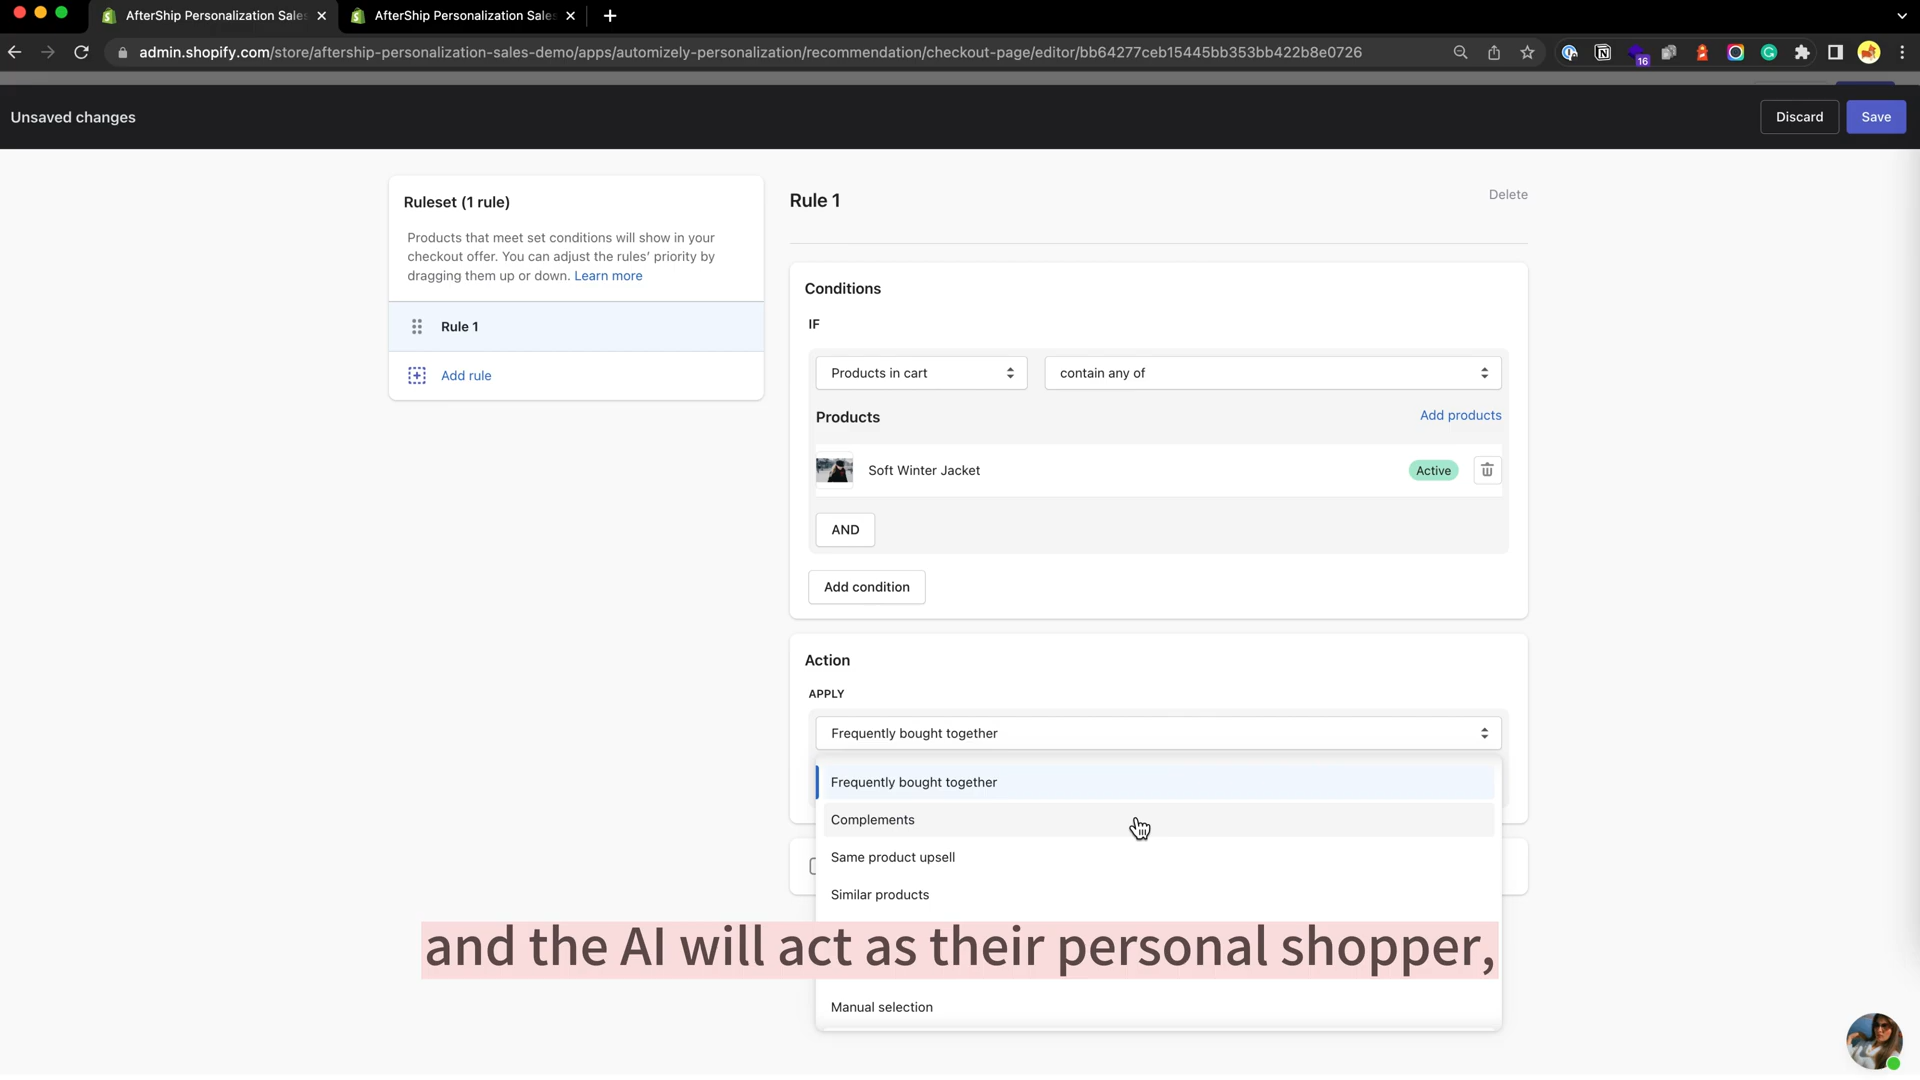 AfterShip Personalization Sales
AfterShip Personalization Sales
admin.shopify.com/store/aftership-personalization-sales-demo/apps/automizely-personalization/recommendation/checkout-page/editor/bb64277ceb15445bb353bb422b8e0726
16
Unsaved changes
Discard
Save
Ruleset (1 rule)
Products that meet set conditions will show in your
checkout offer. You can adjust the rules’ priority by
dragging them up or down. Learn more
Rule 1
Add rule
Rule 1
Delete
Conditions
IF
Products in cart
contain any of
Products
Add products
Soft Winter Jacket
Active
AND
Add condition
Action
APPLY
Frequently bought together
Frequently bought together
Complements
Same product upsell
Similar products
and the AI will act as their personal shopper,
Manual selection